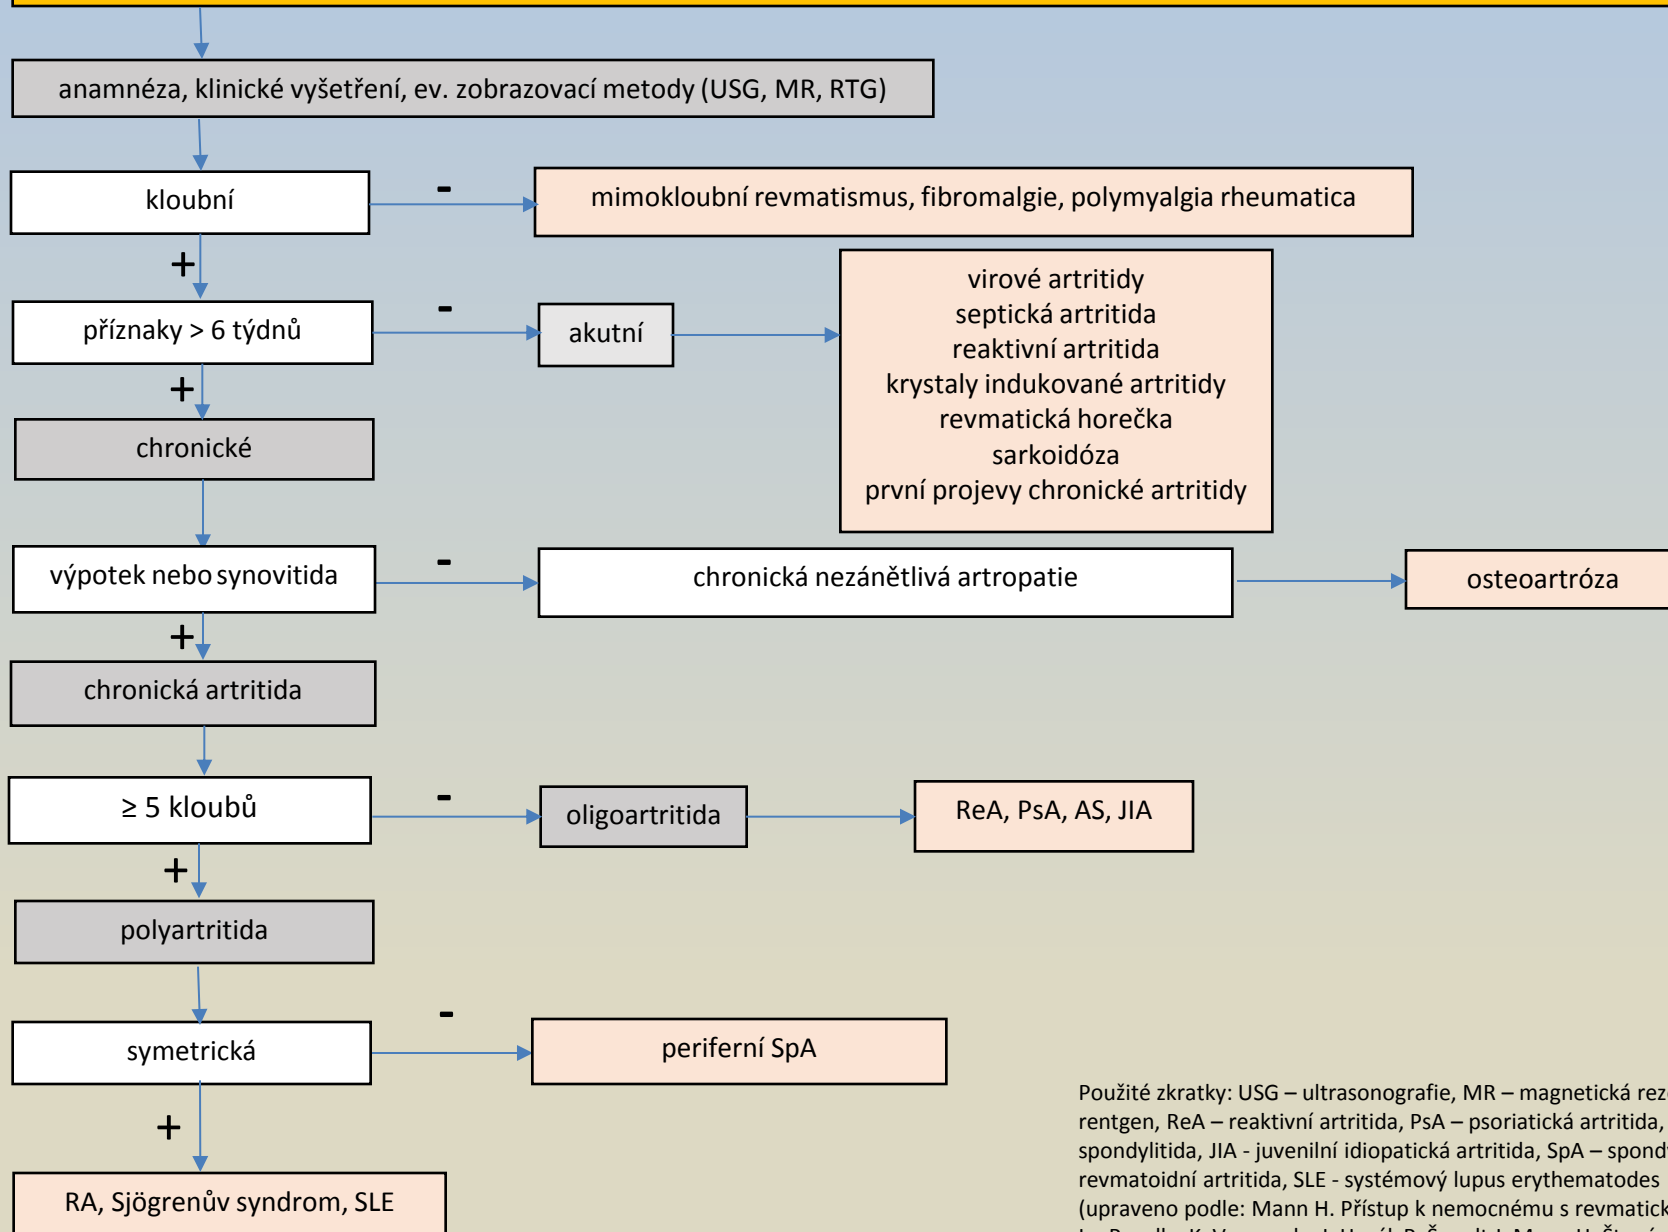 anamnéza, klinické vyšetření, ev. zobrazovací metody (USG, MR, RTG)
kloubní
-
mimokloubní revmatismus, fibromalgie, polymyalgia rheumatica
+
příznaky > 6 týdnů
-
akutní
virové artritidy
septická artritida
reaktivní artritida
krystaly indukované artritidy
revmatická horečka
sarkoidóza
první projevy chronické artritidy
+
chronické
výpotek nebo synovitida
-
chronická nezánětlivá artropatie
osteoartróza
+
chronická artritida
≥ 5 kloubů
-
oligoartritida
ReA, PsA, AS, JIA
+
polyartritida
symetrická
-
periferní SpA
+
RA, Sjögrenův syndrom, SLE
Použité zkratky: USG – ultrasonografie, MR – magnetická
rentgen, ReA – reaktivní artritida, PsA – psoriatická artritida,
spondylitida, JIA - juvenilní idiopatická artritida, SpA –
revmatoidní artritida, SLE - systémový lupus erythematodes
(upraveno podle: Mann H. Přístup k nemocnému s